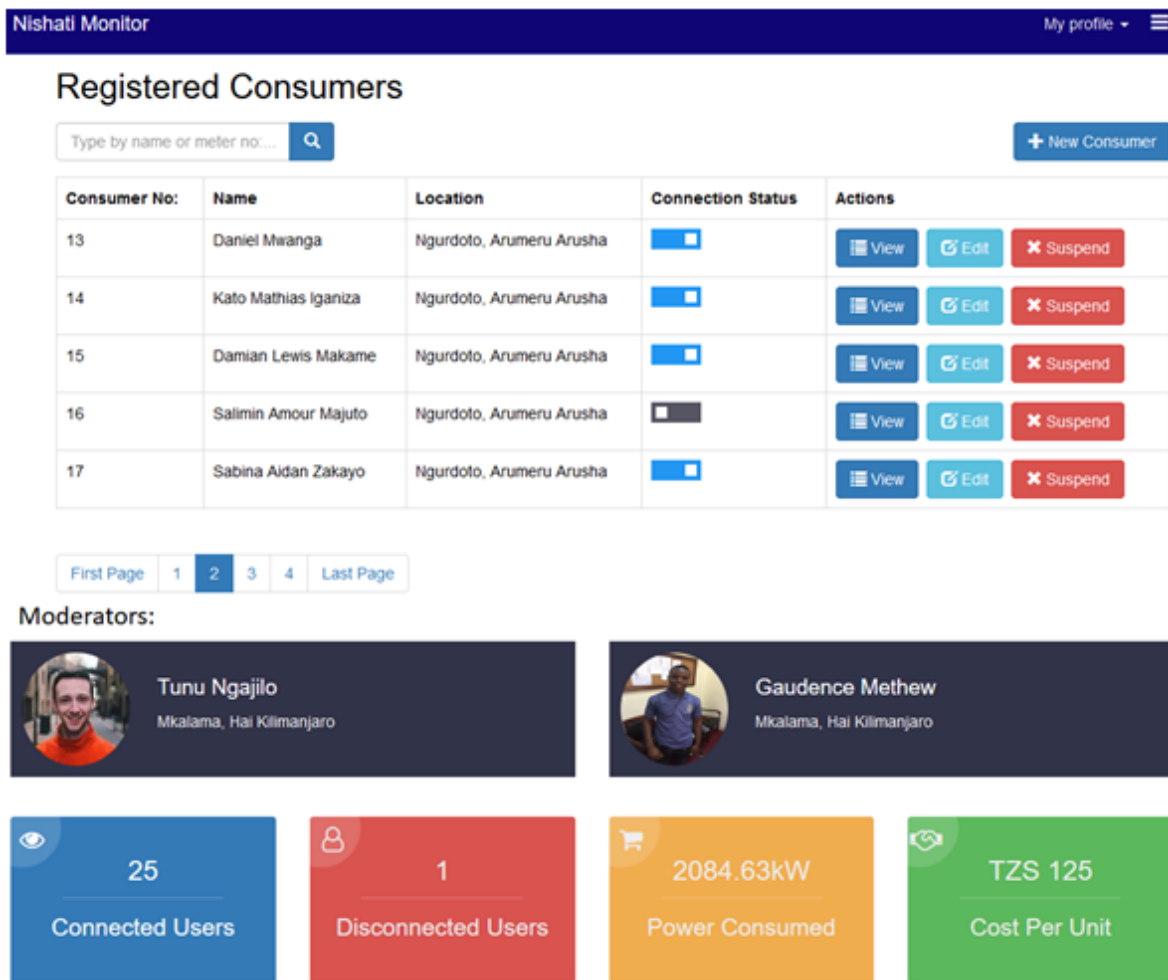 Nishati Monitor
My profile
Registered Consumers
Type by name or meter no:...
New Consumer
Consumer No: Name Location Connection Status Actions
13 Daniel Mwanga Ngurdoto, Arumeru Arusha View Edit Suspend
14 Kato Mathias Iganiza Ngurdoto, Arumeru Arusha View Edit Suspend
15 Damian Lewis Makame Ngurdoto, Arumeru Arusha View Edit Suspend
16 Salimin Amour Majuto Ngurdoto, Arumeru Arusha View Edit Suspend
17 Sabina Aidan Zakayo Ngurdoto, Arumeru Arusha View Edit Suspend
First Page 1 2 3 4 Last Page
Moderators:
Tunu Ngajilo
Mkalama, Hai Kilimanjaro
Gaudence Methew
Mkalama, Hai Kilimanjaro
25
Connected Users
1
Disconnected Users
2084.63kW
Power Consumed
TZS 125
Cost Per Unit